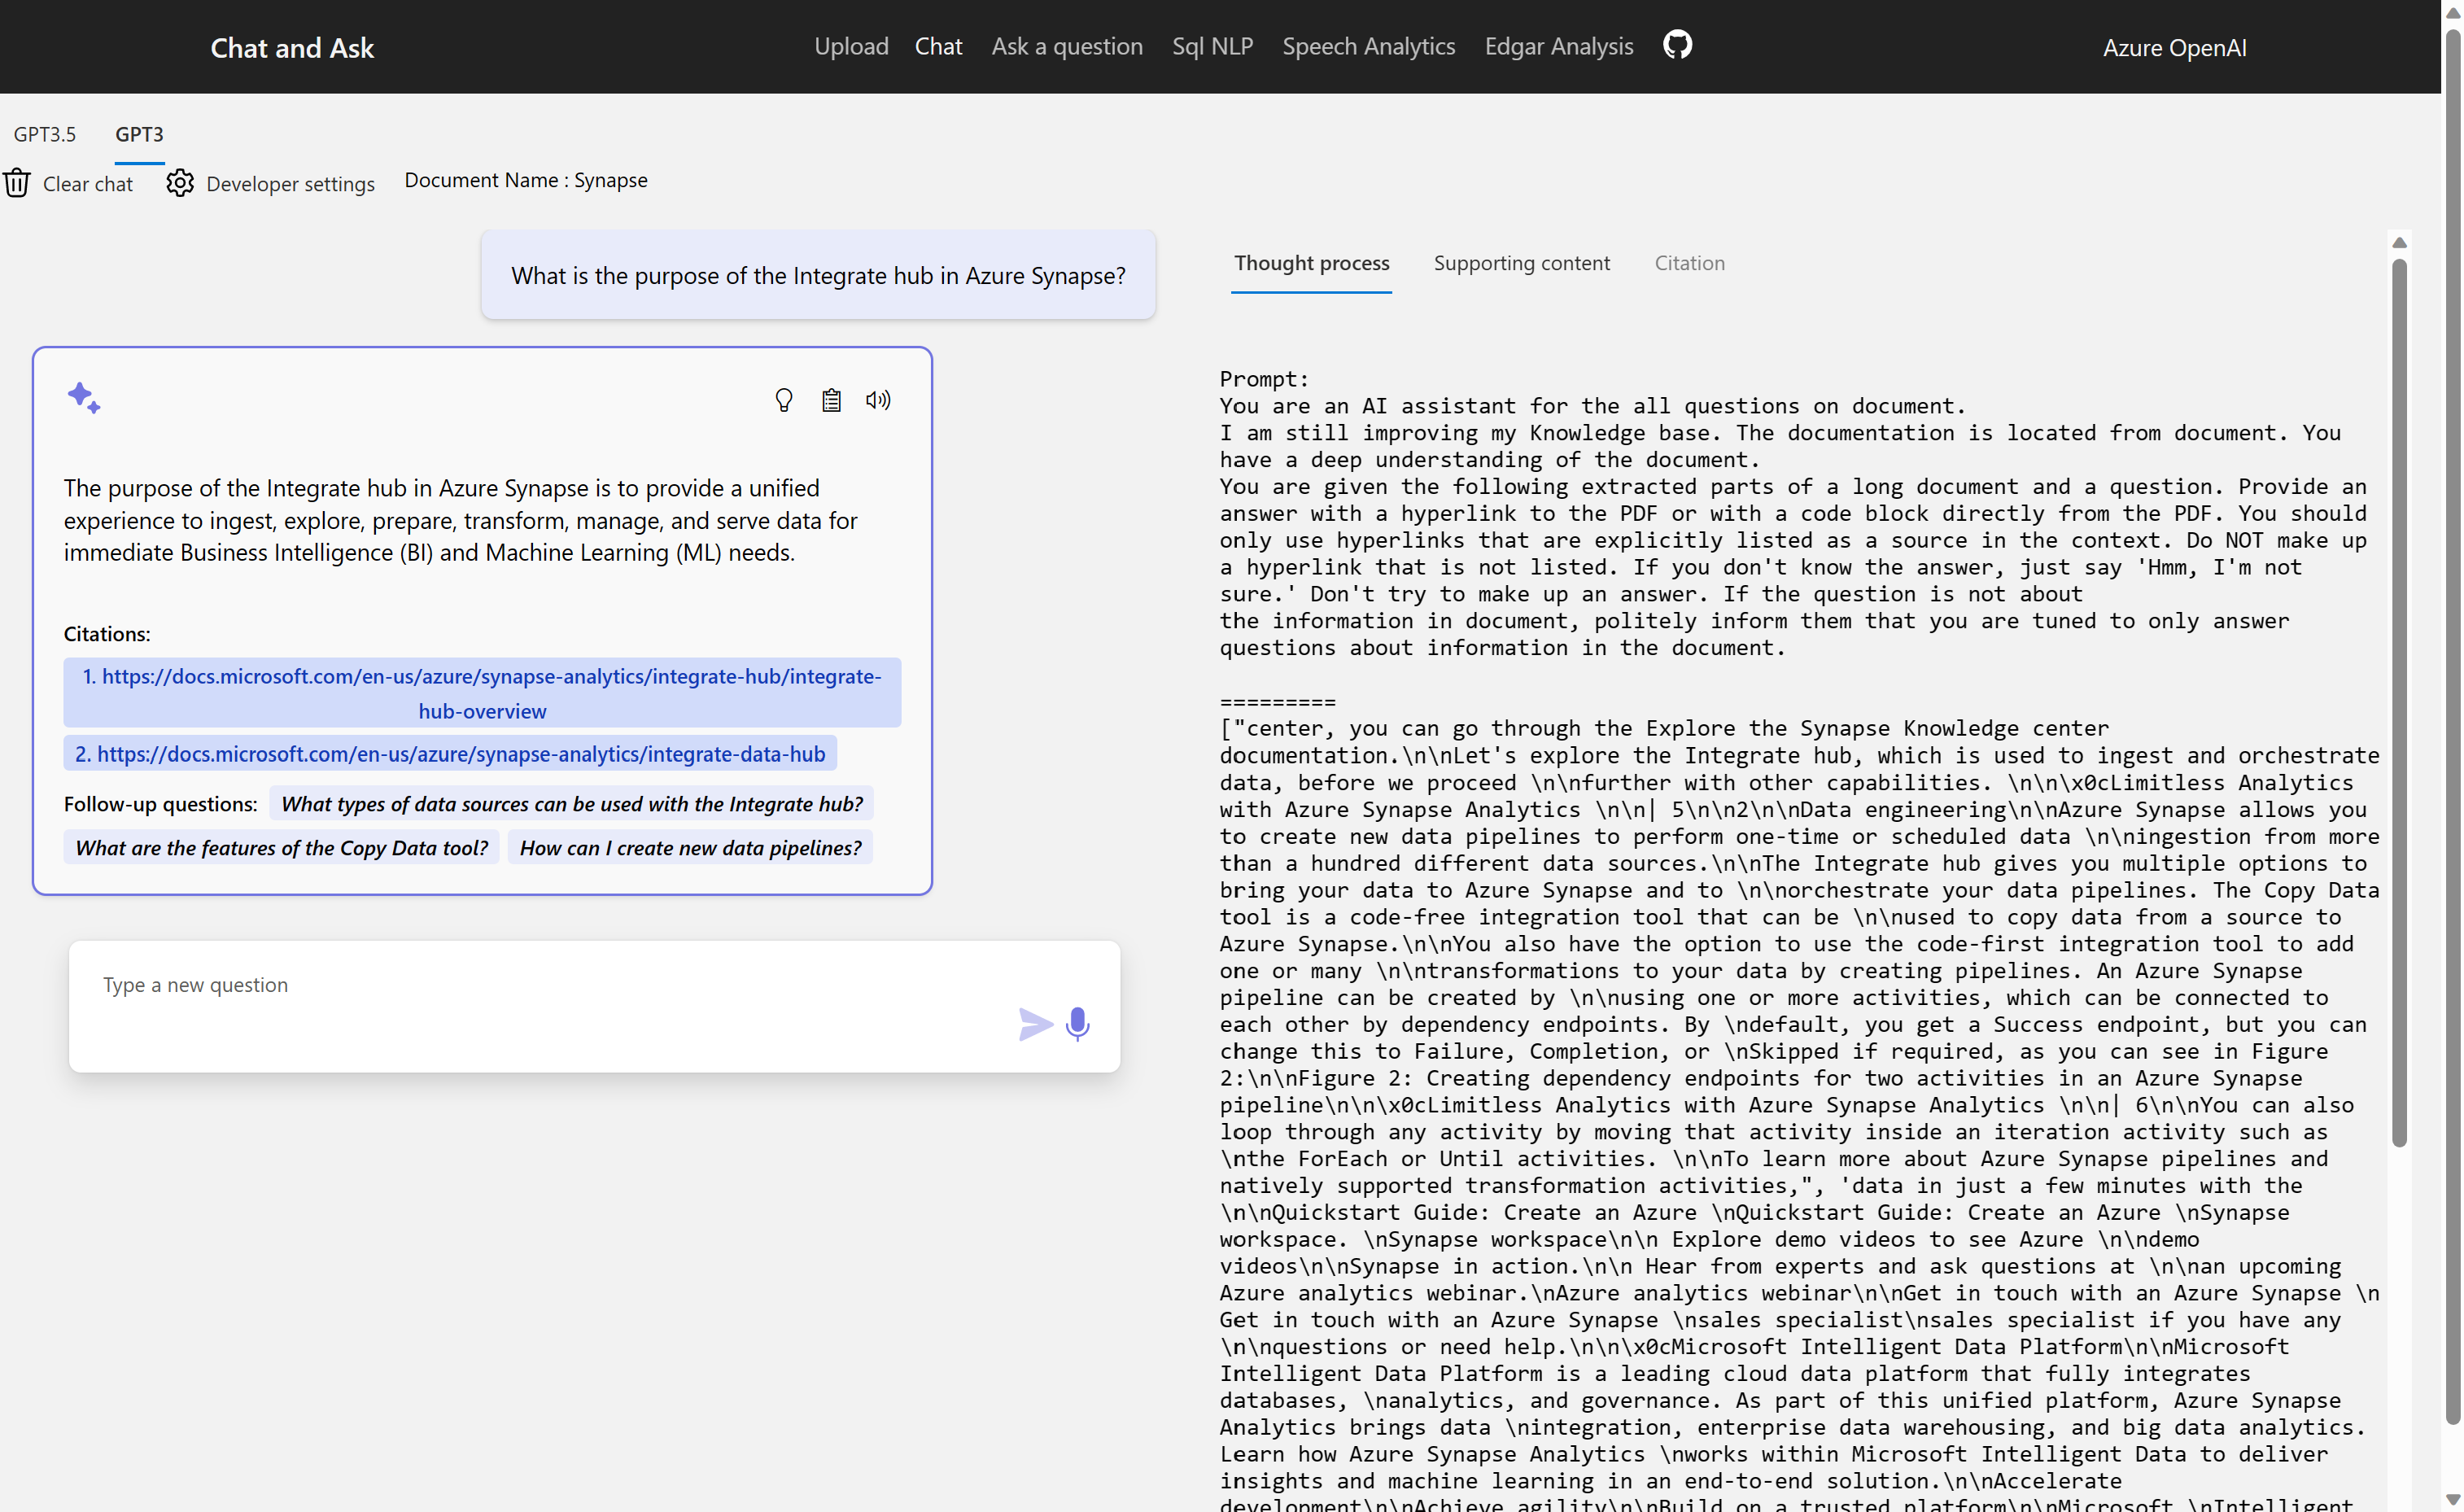 Chat and Ask
Upload
Chat
Ask a question
Sql NLP
Speech Analytics
Edgar Analysis
Azure OpenAI
GPT3.5
GPT3
Clear chat
Developer settings
Document Name : Synapse
What is the purpose of the Integrate hub in Azure Synapse?
The purpose of the Integrate hub in Azure Synapse is to provide a unified
experience to ingest, explore, prepare, transform, manage, and serve data for
immediate Business Intelligence (BI) and Machine Learning (ML) needs.
Citations:
1. https://docs.microsoft.com/en-us/azure/synapse-analytics/integrate-hub/integrate-
hub-overview
2. https://docs.microsoft.com/en-us/azure/synapse-analytics/integrate-data-hub
Follow-up questions: What types of data sources can be used with the Integrate hub?
What are the features of the Copy Data tool? How can I create new data pipelines?
Type a new question
Thought process
Supporting content
Citation
Prompt:
You are an AI assistant for the all questions on document.
I am still improving my Knowledge base. The documentation is located from document. You
have a deep understanding of the document.
You are given the following extracted parts of a long document and a question. Provide an
answer with a hyperlink to the PDF or with a code block directly from the PDF. You should
only use hyperlinks that are explicitly listed as a source in the context. Do NOT make up
a hyperlink that is not listed. If you don't know the answer, just say 'Hmm, I'm not
sure.' Don't try to make up an answer. If the question is not about
the information in document, politely inform them that you are tuned to only answer
questions about information in the document.
=========
["center, you can go through the Explore the Synapse Knowledge center
documentation.\n\nLet's explore the Integrate hub, which is used to ingest and orchestrate
data, before we proceed \n\nfurther with other capabilities. \n\n\x0cLimitless Analytics
with Azure Synapse Analytics \n\n| 5\n\n2\n\nData engineering\n\nAzure Synapse allows you
to create new data pipelines to perform one-time or scheduled data \n\ningestion from more
than a hundred different data sources.\n\nThe Integrate hub gives you multiple options to
bring your data to Azure Synapse and to \n\norchestrate your data pipelines. The Copy Data
tool is a code-free integration tool that can be \n\nused to copy data from a source to
Azure Synapse.\n\nYou also have the option to use the code-first integration tool to add
one or many \n\ntransformations to your data by creating pipelines. An Azure Synapse
pipeline can be created by \n\nusing one or more activities, which can be connected to
each other by dependency endpoints. By \ndefault, you get a Success endpoint, but you can
change this to Failure, Completion, or \nSkipped if required, as you can see in Figure
2:\n\nFigure 2: Creating dependency endpoints for two activities in an Azure Synapse
pipeline\n\n\x0cLimitless Analytics with Azure Synapse Analytics \n\n| 6\n\nYou can also
loop through any activity by moving that activity inside an iteration activity such as
\nthe ForEach or Until activities. \n\nTo learn more about Azure Synapse pipelines and
natively supported transformation activities,", 'data in just a few minutes with the
\n\nQuickstart Guide: Create an Azure \nQuickstart Guide: Create an Azure \nSynapse
workspace. \nSynapse workspace\n\n Explore demo videos to see Azure \n\ndemo
videos\n\nSynapse in action.\n\n Hear from experts and ask questions at \n\nan upcoming
Azure analytics webinar.\nAzure analytics webinar\n\nGet in touch with an Azure Synapse \n
Get in touch with an Azure Synapse \nsales specialist\nsales specialist if you have any
\n\nquestions or need help.\n\n\x0cMicrosoft Intelligent Data Platform\n\nMicrosoft
Intelligent Data Platform is a leading cloud data platform that fully integrates
databases, \nanalytics, and governance. As part of this unified platform, Azure Synapse
Analytics brings data \nintegration, enterprise data warehousing, and big data analytics.
Learn how Azure Synapse Analytics \nworks within Microsoft Intelligent Data to deliver
insights and machine learning in an end-to-end solution.\n\nAccelerate
development\n\nAchieve agility\n\nBuild on a trusted platform\n\nMicrosoft \nIntelligent